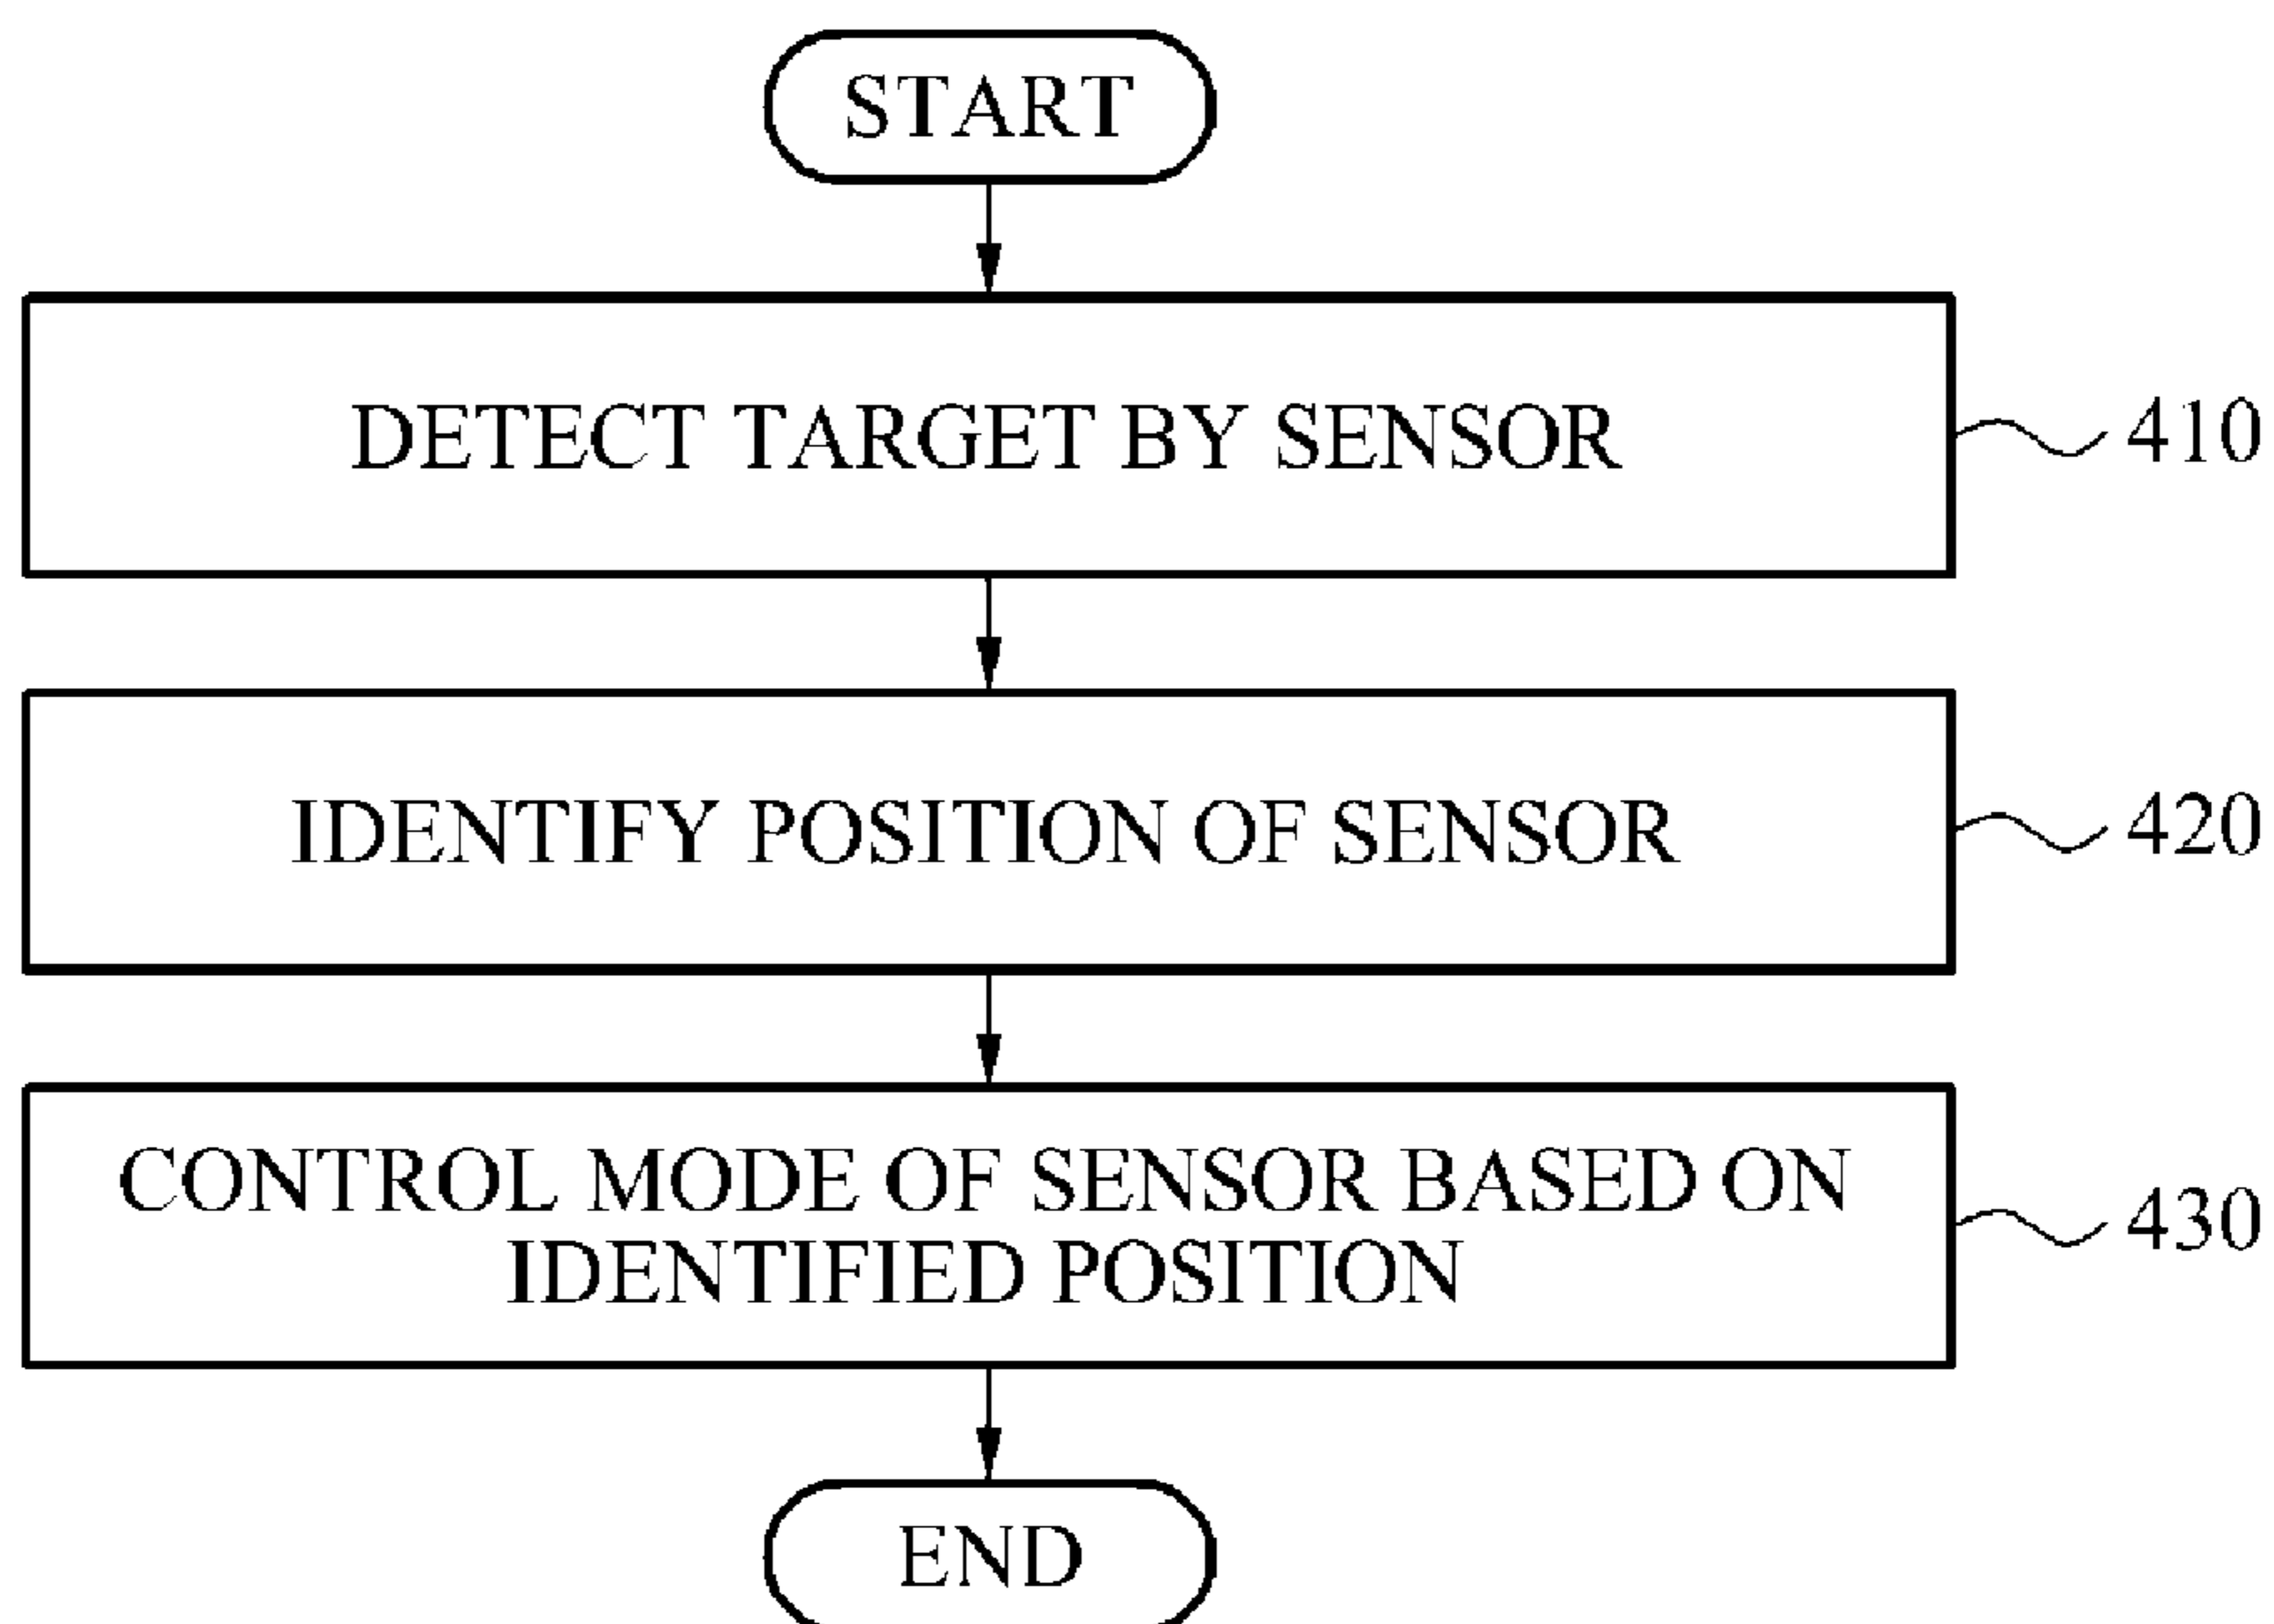 START
DETECT TARGET BY SENSOR
410
IDENTIFY POSITION OF SENSOR
420
CONTROL MODE OF SENSOR BASED ON
IDENTIFIED POSITION
430
END